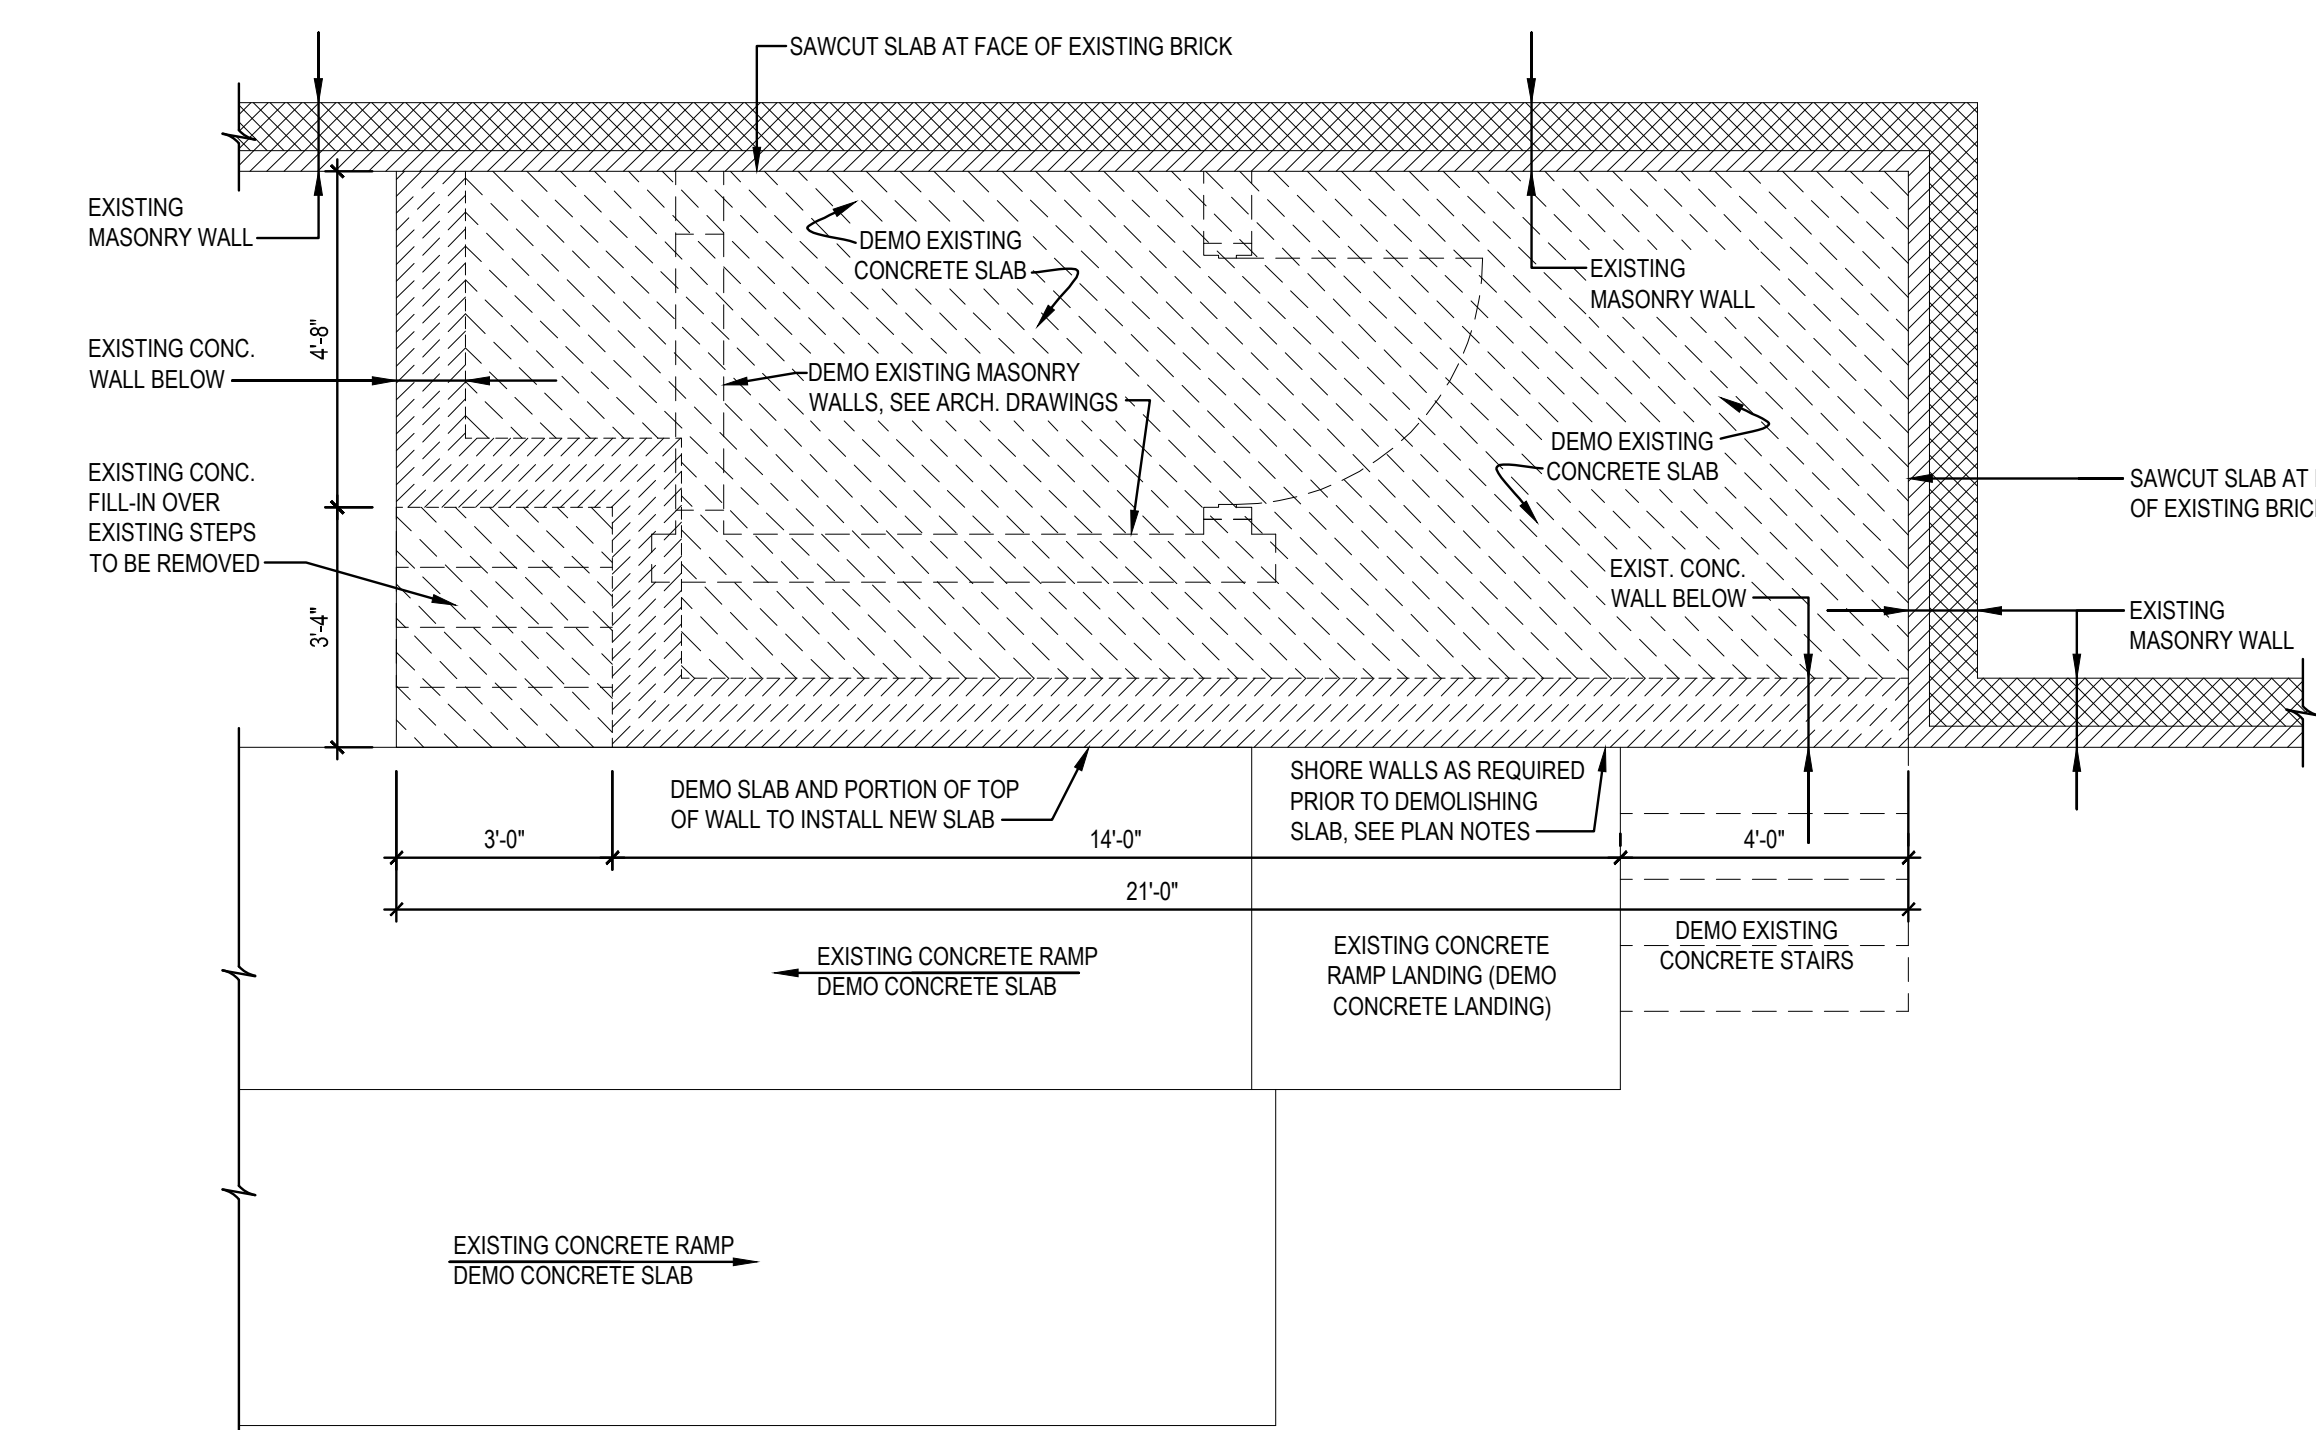 SAWCUT SLAB AT FACE OF EXISTING BRICK
EXISTING
MASONRY WALL
DEMO EXISTING
CONCRETE SLAB
EXISTING
MASONRY WALL
4'-8"
EXISTING CONC.
WALL BELOW
DEMO EXISTING MASONRY
WALLS, SEE ARCH. DRAWINGS
DEMO EXISTING
CONCRETE SLAB
EXISTING CONC.
FILL-IN OVER
EXISTING STEPS
TO BE REMOVED
SAWCUT SLAB AT
OF EXISTING
EXIST. CONC.
WALL BELOW
3'-4"
EXISTING
MASONRY WALL
DEMO SLAB AND PORTION OF TOP
OF WALL TO INSTALL NEW SLAB
SHORE WALLS AS REQUIRED
PRIOR TO DEMOLISHING
SLAB, SEE PLAN NOTES
3'-0"
14'-0"
4'-0"
21'-0"
EXISTING CONCRETE RAMP
DEMO CONCRETE SLAB
EXISTING CONCRETE
RAMP LANDING (DEMO
CONCRETE LANDING)
DEMO EXISTING
CONCRETE STAIRS
EXISTING CONCRETE RAMP
DEMO CONCRETE SLAB